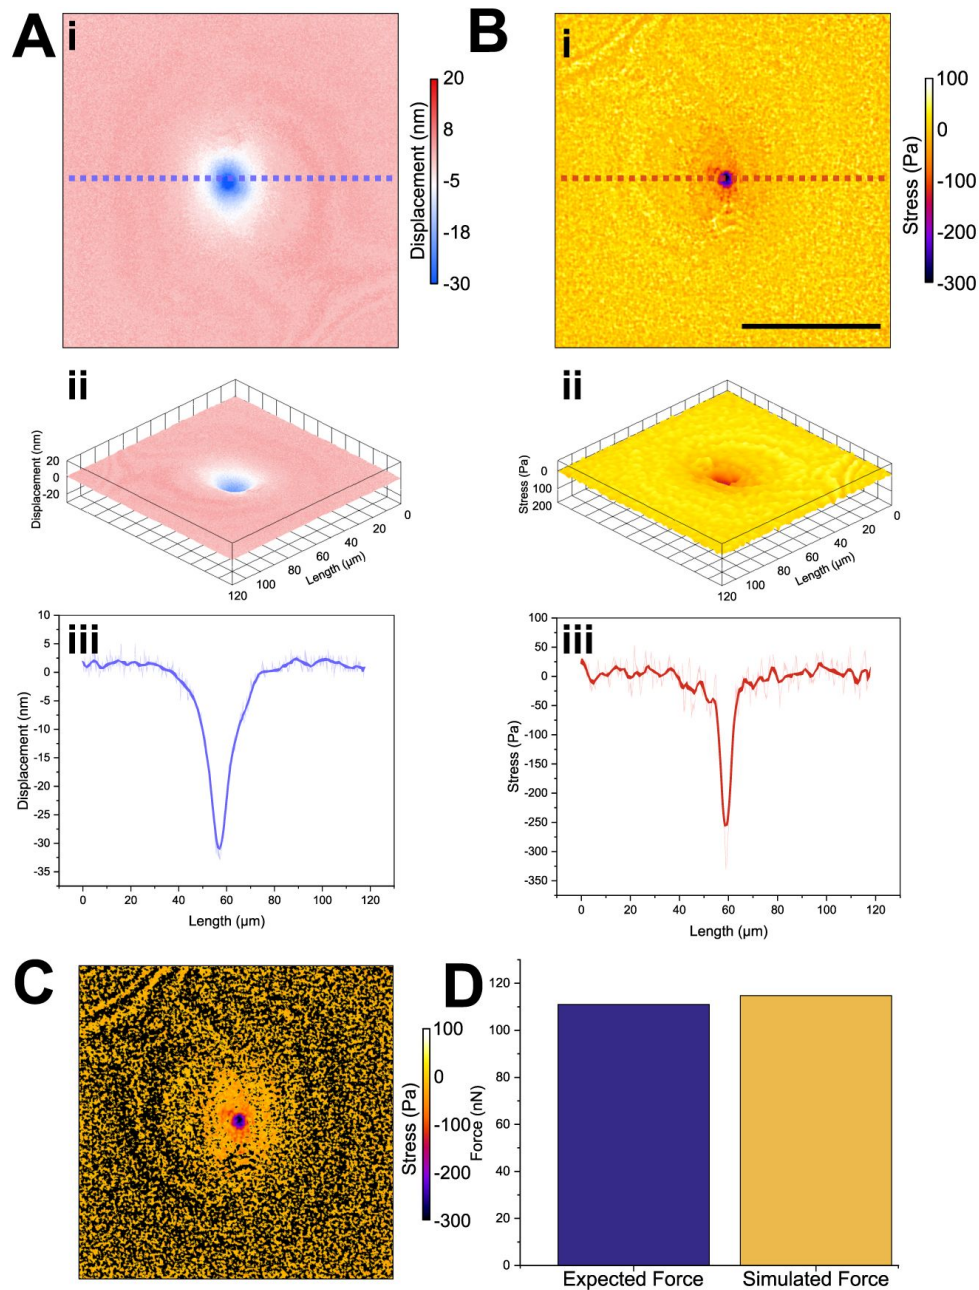 A
i
20
8
-5
-18
-30
Displacement (nm)
B
i
100
0
-100
-200
-300
Stress (Pa)
ii
Displacement (nm)
20
0
-20
0
20
40
60
80
100
120
Length (µm)
ii
Stress (Pa)
0
100
200
0
20
40
60
80
100
120
Length (µm)
iii
Displacement (nm)
10
5
0
-5
-10
-15
-20
-25
-30
-35
0 20 40 60 80 100 120
Length (µm)
iii
Stress (Pa)
100
50
0
-50
-100
-150
-200
-250
-300
-350
0 20 40 60 80 100 120
Length (µm)
C
100
0
-100
-200
-300
Stress (Pa)
D
Force (nN)
120
100
80
60
40
20
0
Expected Force Simulated Force